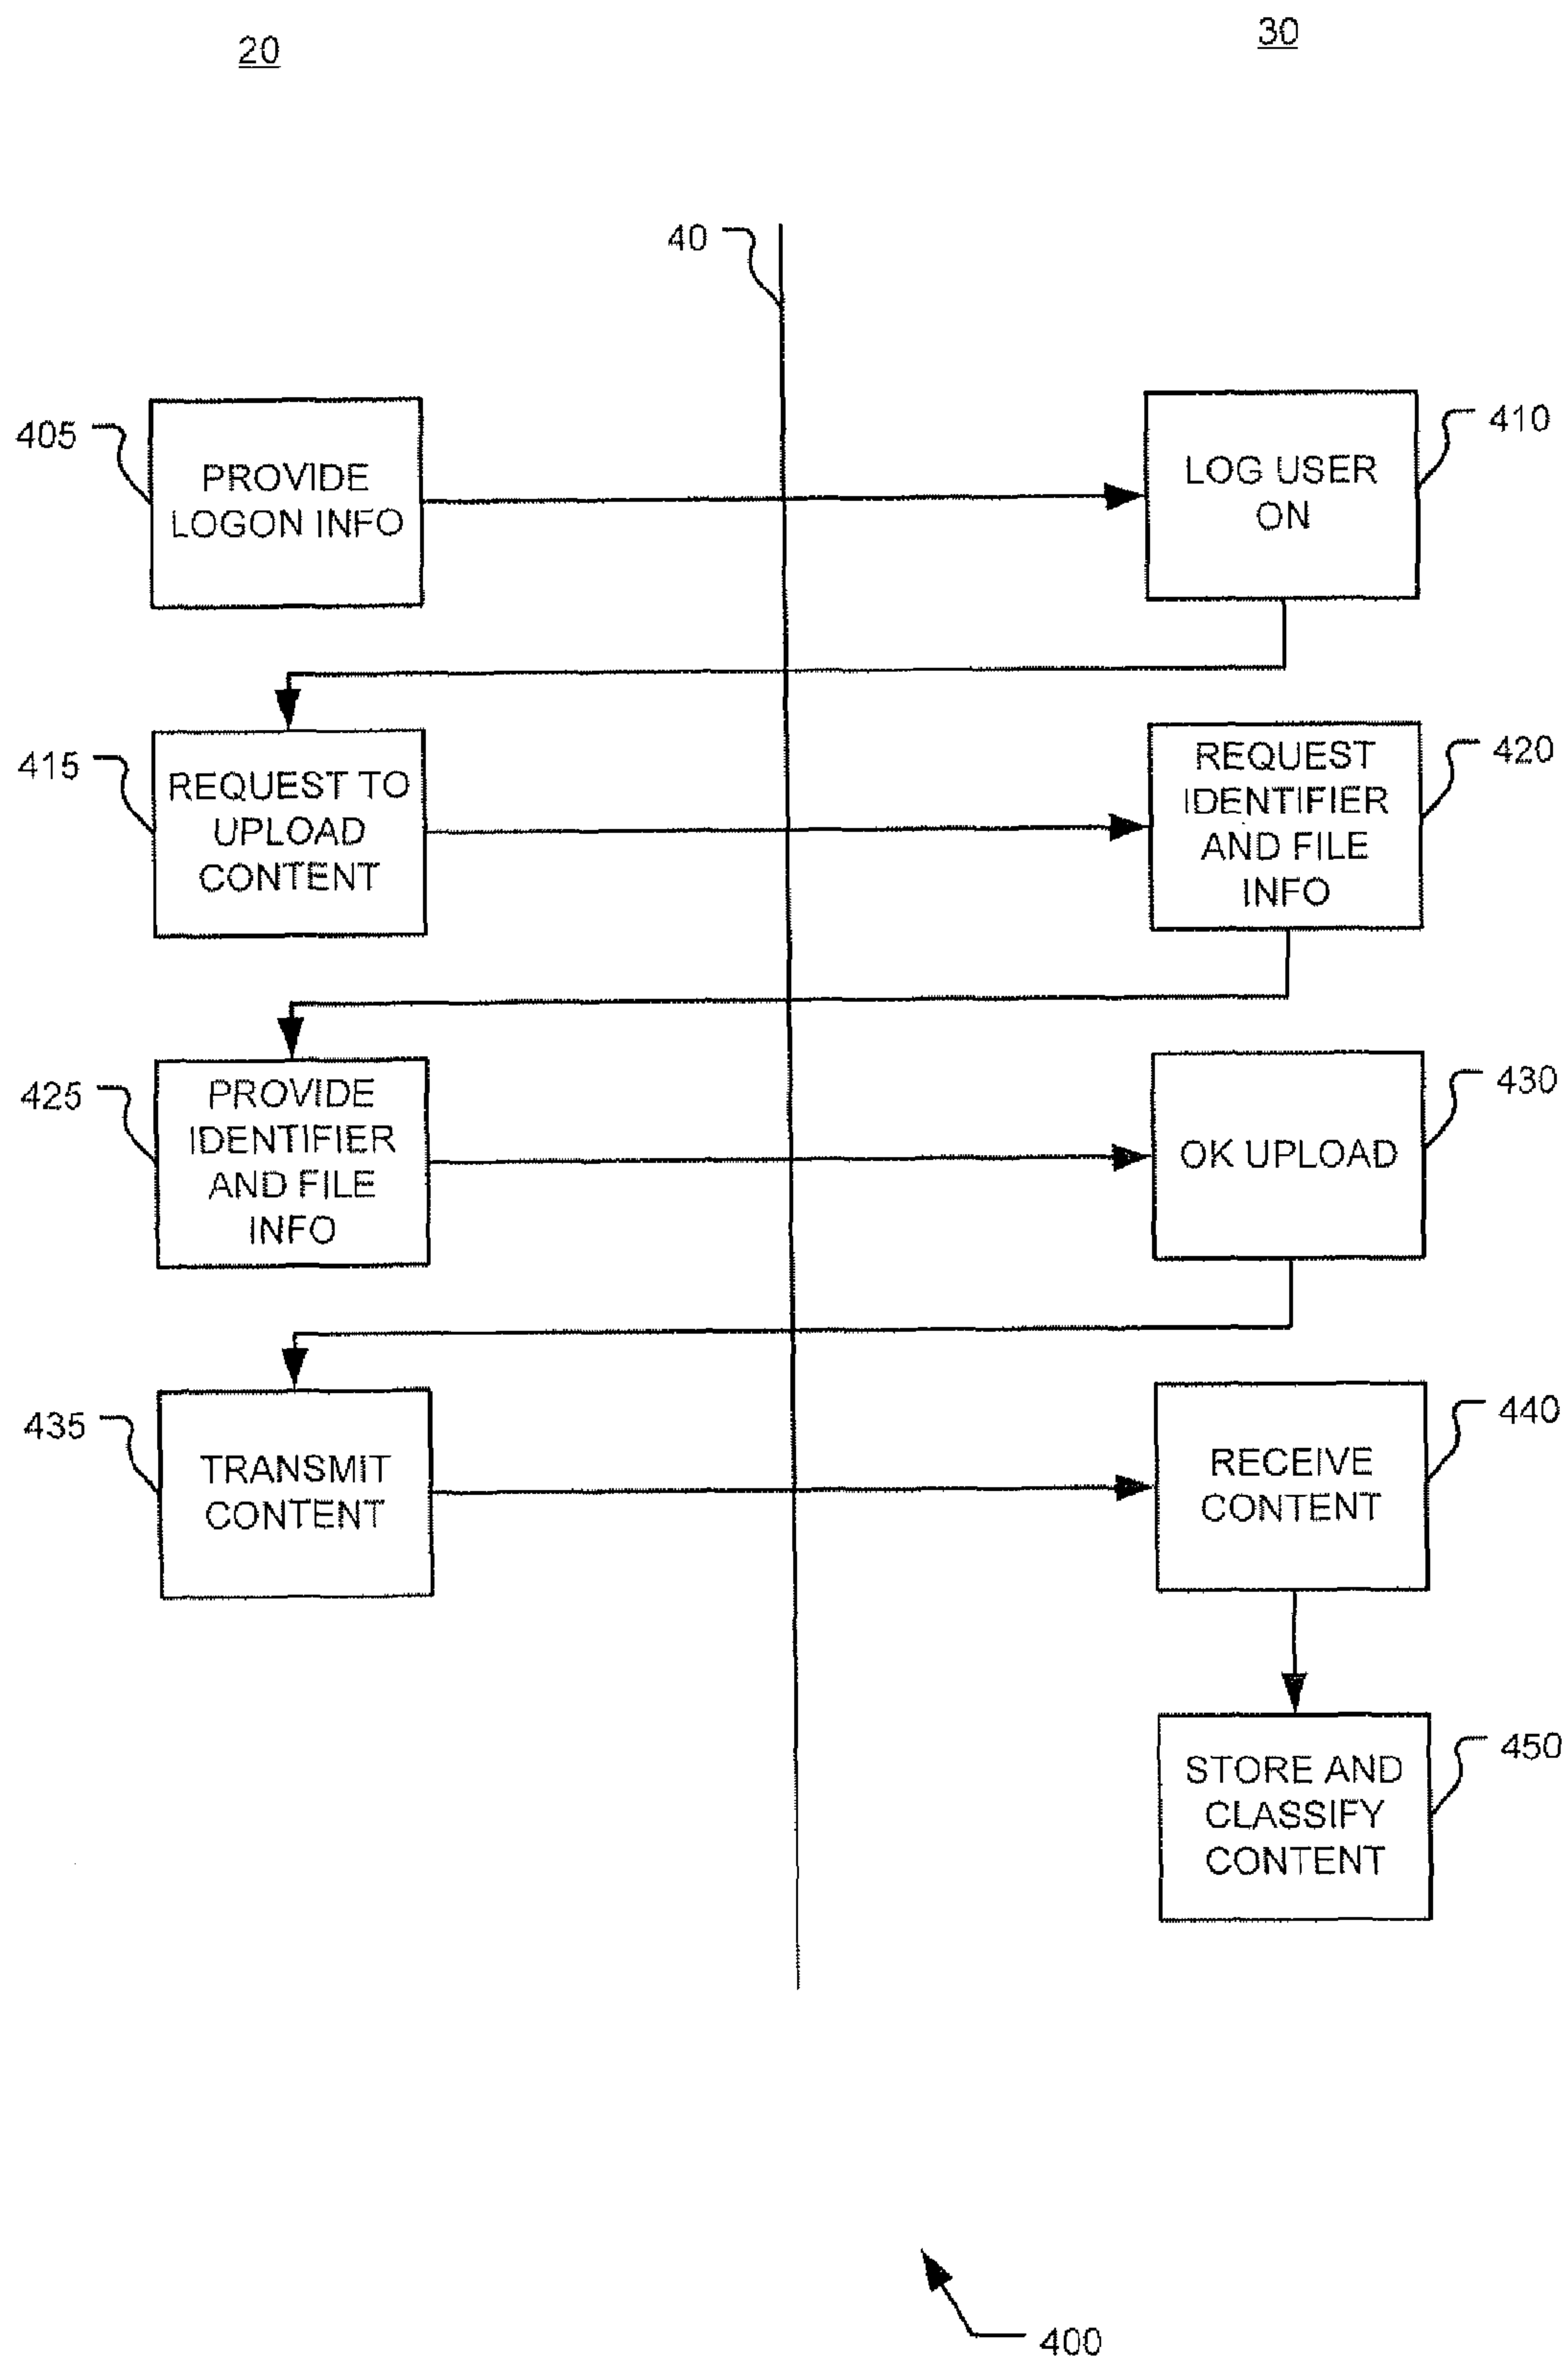 20
30
40
405
PROVIDE
LOGON INFO
LOG USER
ON
410
415
REQUEST TO
UPLOAD
CONTENT
REQUEST
IDENTIFIER
AND FILE
INFO
420
425
PROVIDE
IDENTIFIER
AND FILE
INFO
OK UPLOAD
430
435
TRANSMIT
CONTENT
RECEIVE
CONTENT
440
STORE AND
CLASSIFY
CONTENT
450
400